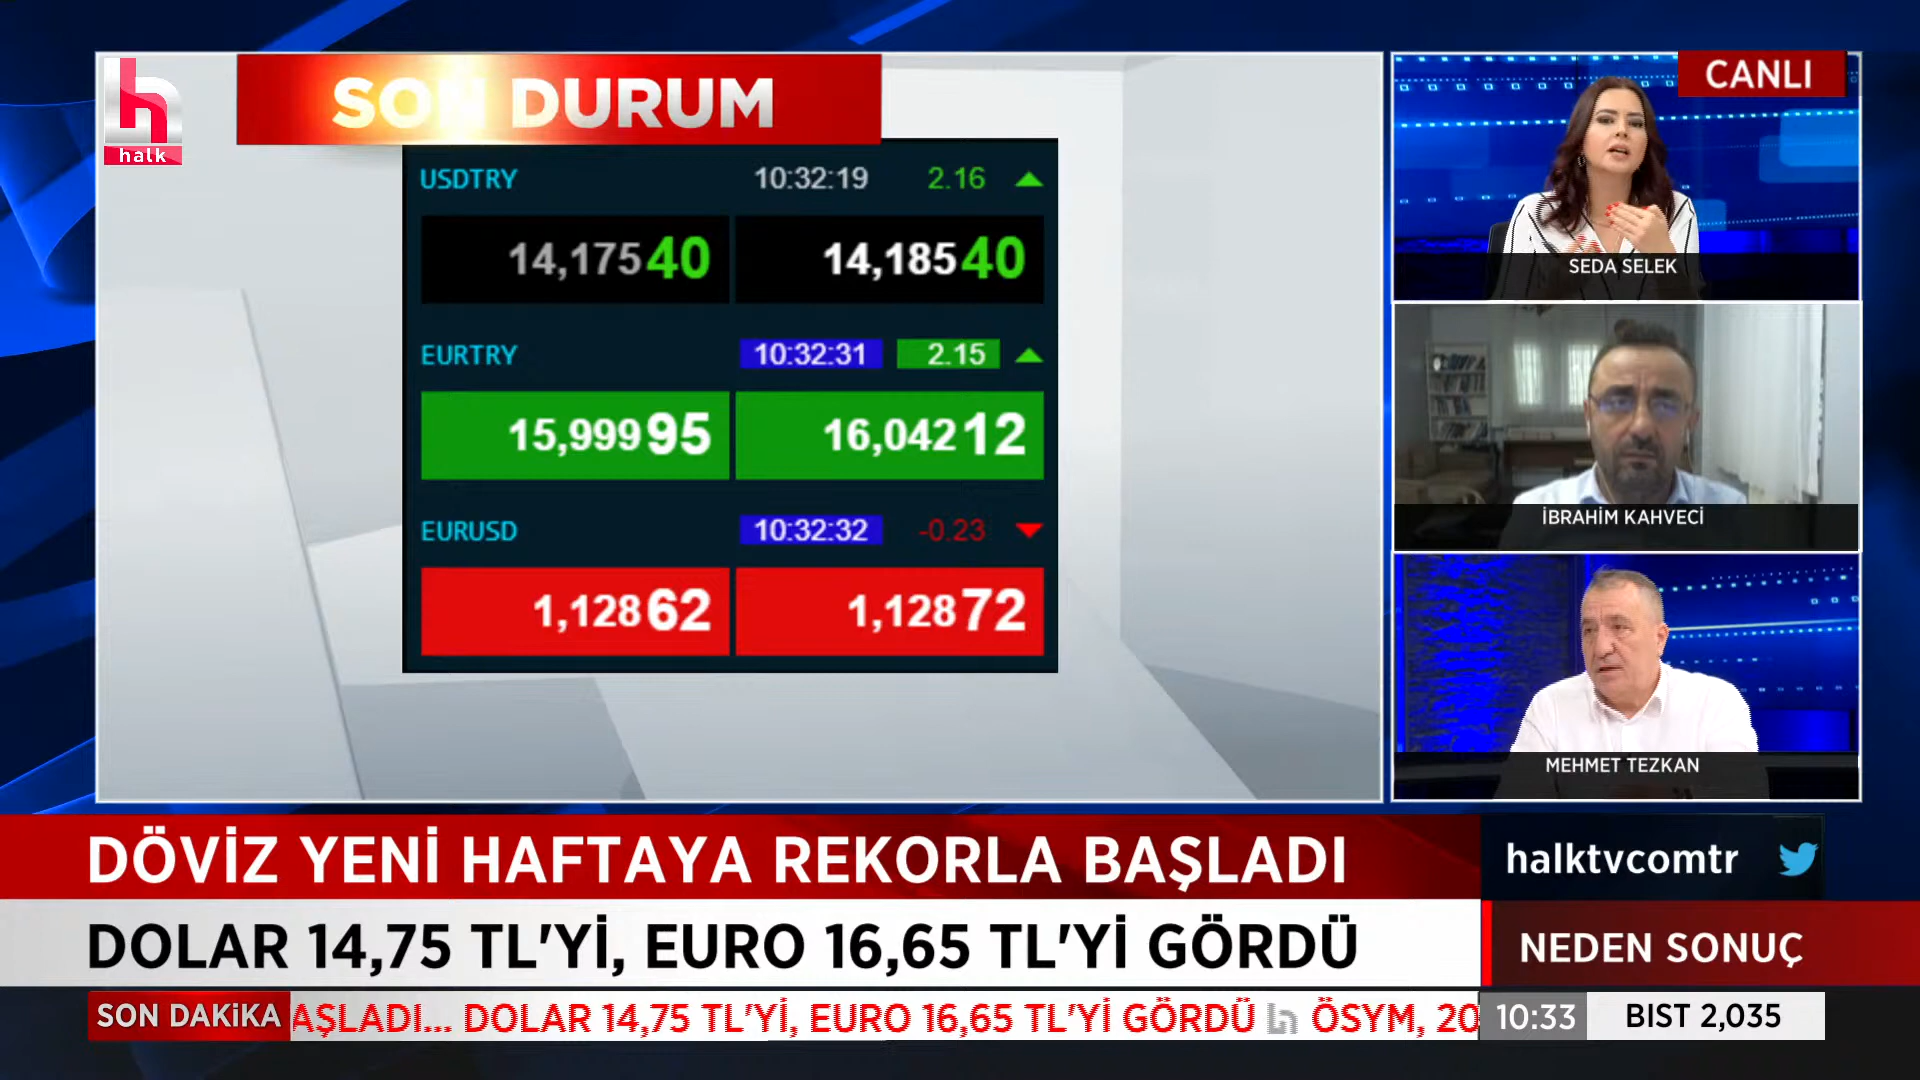 halk
SON DURUM
USDTRY 10:32:19 2.16
14,17540 14,18540
EURTRY 10:32:31 2.15
15,99995 16,04212
EURUSD 10:32:32 -0.23
1,12862 1,12872
CANLI
SEDA SELEK
İBRAHİM KAHVECİ
MEHMET TEZKAN
DÖVİZ YENİ HAFTAYA REKORLA BAŞLADI
halktvcomtr
DOLAR 14,75 TL'Yİ, EURO 16,65 TL'Yİ GÖRDÜ
NEDEN SONUÇ
SON DAKİKA AŞLADI... DOLAR 14,75 TL'Yİ, EURO 16,65 TL'Yİ GÖRDÜ h ÖSYM, 20 10:33 BIST 2,035